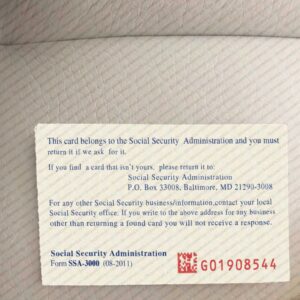 This card belongs to the Social Security Administration and you must
return it if we ask for it.
If you find a card that isn't yours, please return it to:
Social Security Administration
P.O. Box 33008, Baltimore, MD 21290-3008
For any other Social Security business/information, contact your local
Social Security office. If you write to the above address for any business
other than returning a found card you will not receive a response.
Social Security Administration
Form SSA-3000 (08-2011)
G01908544